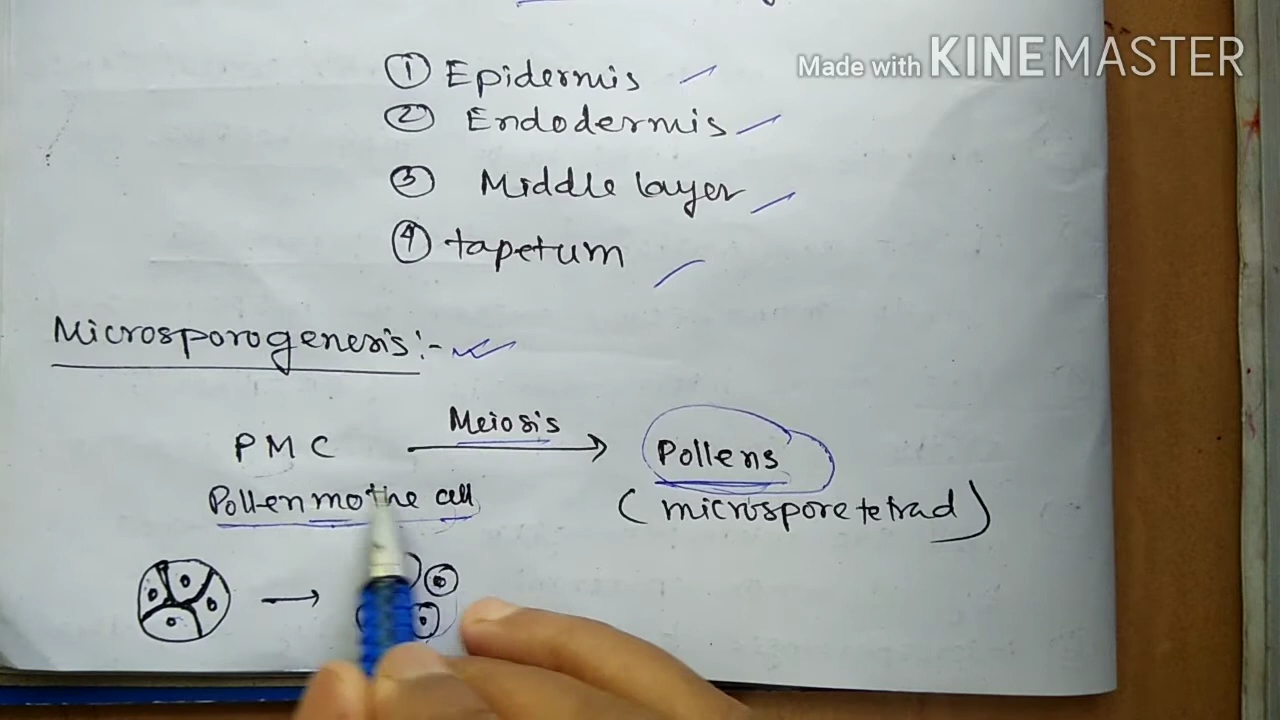 Made with KINEMASTER
① Epidermis
② Endodermis
③ Middle layer
④ tapetum
Microsporogenesis:-
PMC Meiosis Pollens
Pollen mothe cell (microspore tetrad)